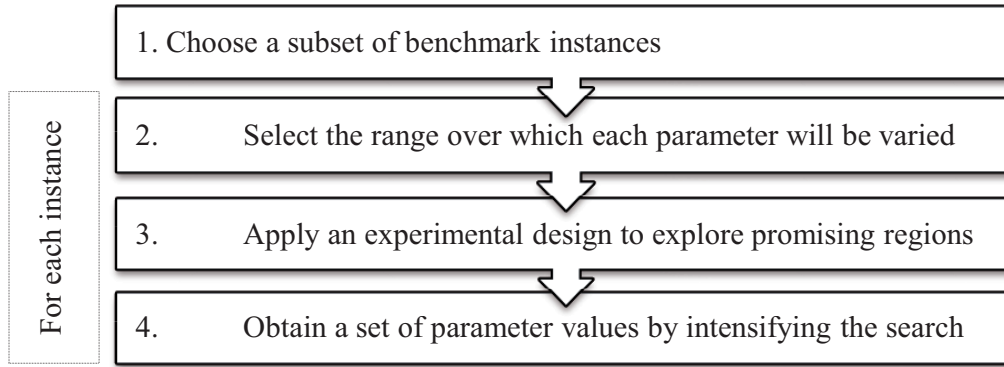 1. Choose a subset of benchmark instances
For each instance
2. Select the range over which each parameter will be varied
3. Apply an experimental design to explore promising regions
4. Obtain a set of parameter values by intensifying the search